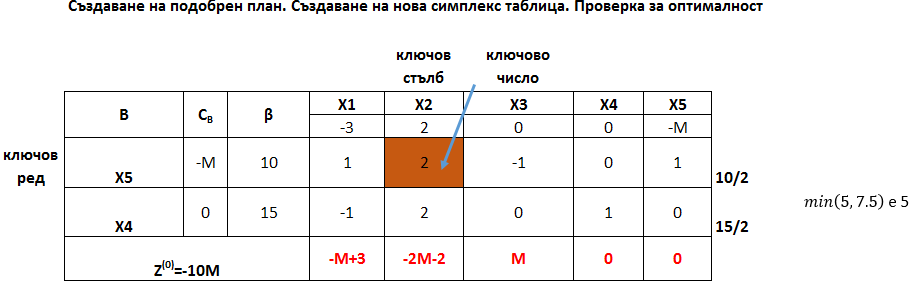 Създаване на подобрен план. Създаване на нова симплекс таблица. Проверка за оптималност
ключов стълб
ключово число
B C_B β X1 X2 X3 X4 X5
-3 2 0 0 -M
ключов ред
X5 -M 10 1 2 -1 0 1 10/2
X4 0 15 -1 2 0 1 0 15/2
min(5, 7.5) е 5
Z^(0)=-10M -M+3 -2M-2 M 0 0